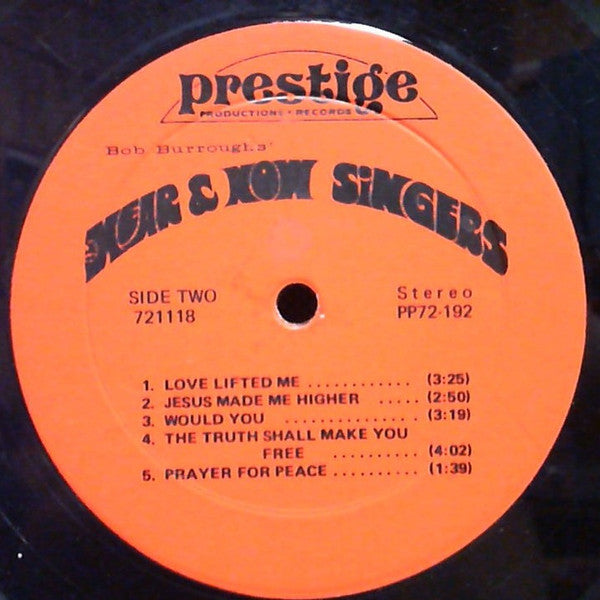 prestige
PRODUCTIONS • RECORDS
Bob Burroughs'
HEAR & NOW SINGERS
SIDE TWO
721118
Stereo
PP72-192
1. LOVE LIFTED ME ............ (3:25)
2. JESUS MADE ME HIGHER ..... (2:50)
3. WOULD YOU ............... (3:19)
4. THE TRUTH SHALL MAKE YOU
FREE .......... (4:02)
5. PRAYER FOR PEACE .......... (1:39)